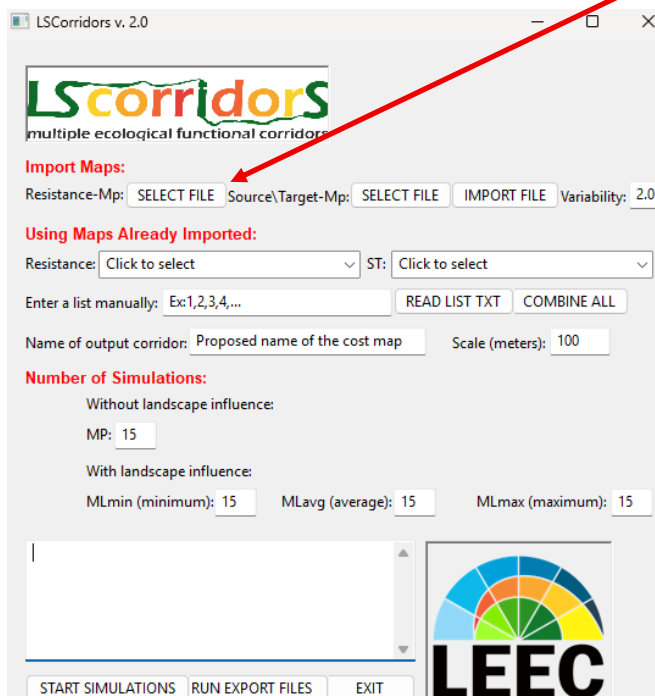 LSCorridors v. 2.0
LScorridorS
multiple ecological functional corridors
Import Maps:
Resistance-Mp: SELECT FILE Source\Target-Mp: SELECT FILE IMPORT FILE Variability: 2.0
Using Maps Already Imported:
Resistance: Click to select ST: Click to select
Enter a list manually: Ex:1,2,3,4,... READ LIST TXT COMBINE ALL
Name of output corridor: Proposed name of the cost map Scale (meters): 100
Number of Simulations:
Without landscape influence:
MP: 15
With landscape influence:
MLmin (minimum): 15 MLavg (average): 15 MLmax (maximum): 15
LEEC
START SIMULATIONS RUN EXPORT FILES EXIT